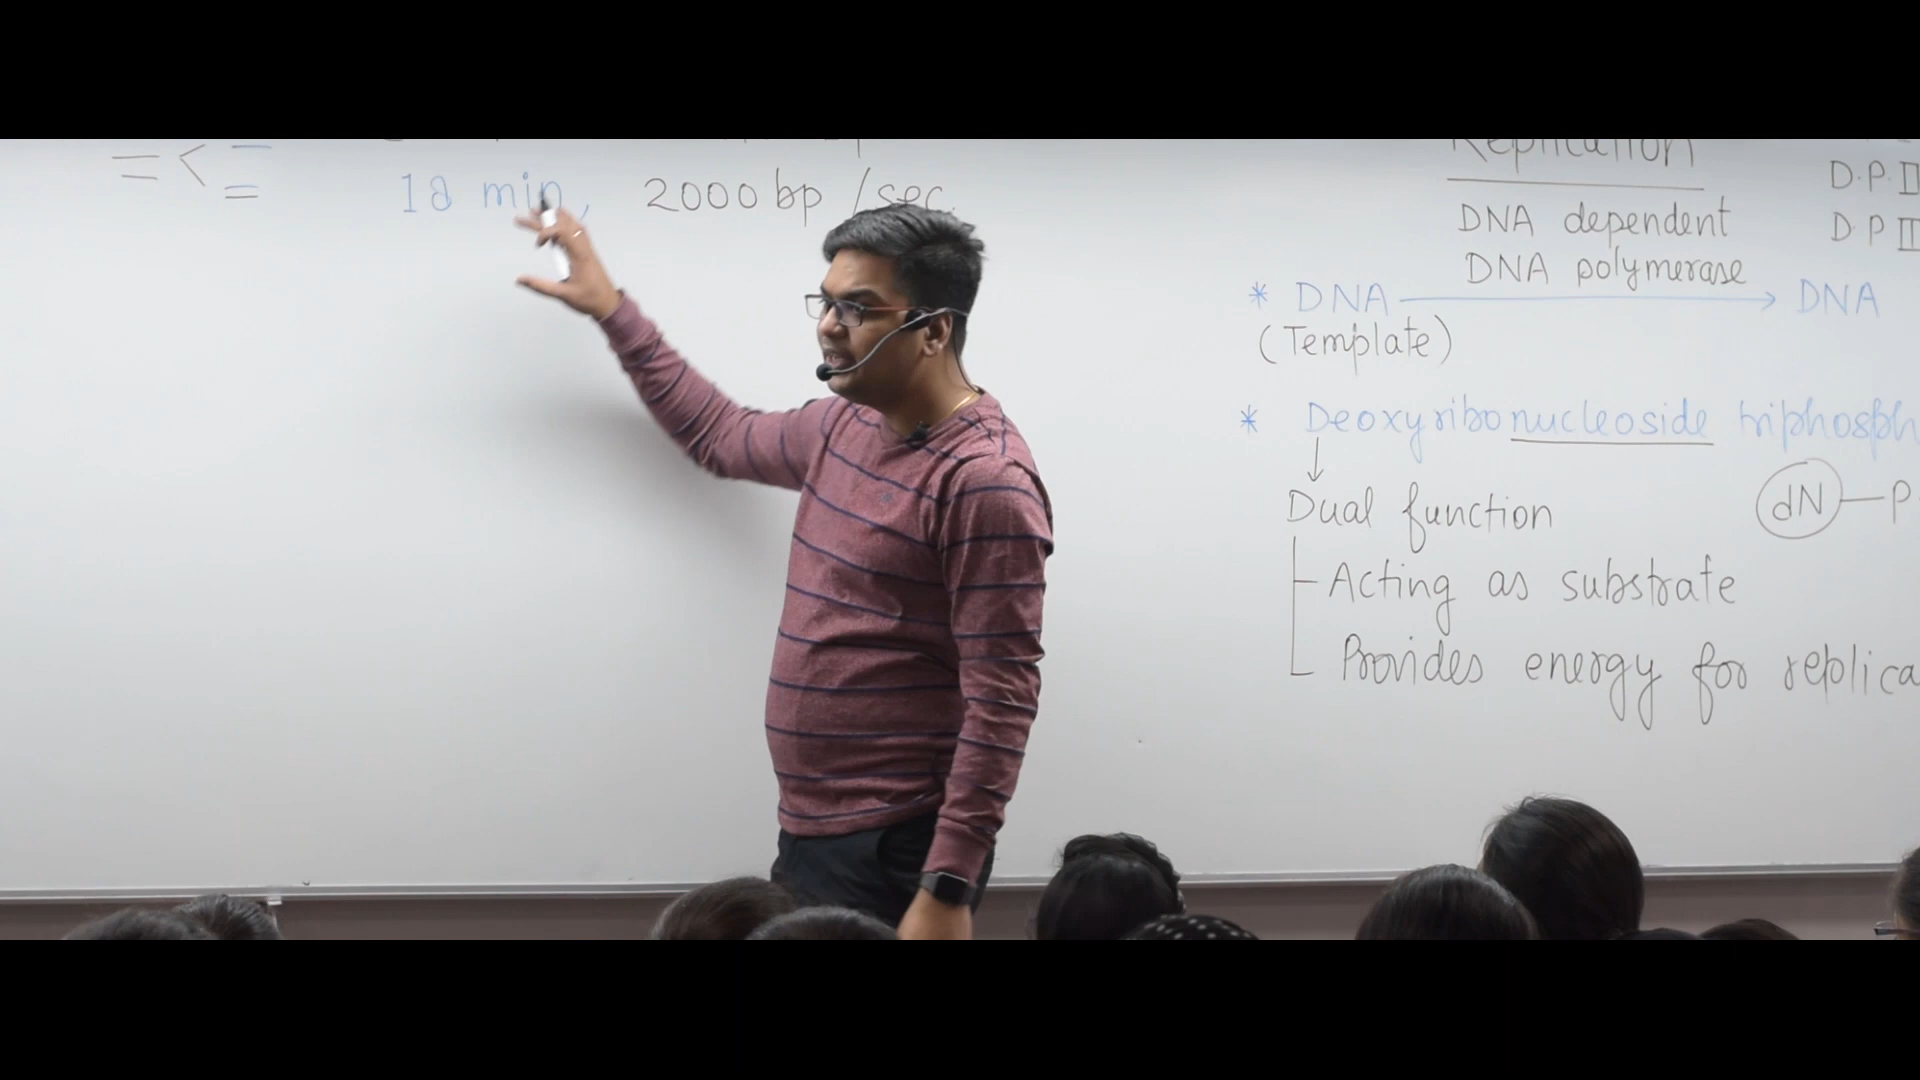 = < =
=
18 min, 2000 bp /sec.
Replication
D.P. II
DNA dependent
D.P III
DNA polymerase
* DNA → DNA
(Template)
* Deoxyribonucleoside triphosph
↓
Dual function
dN — P
Acting as substrate
Provides energy for replica